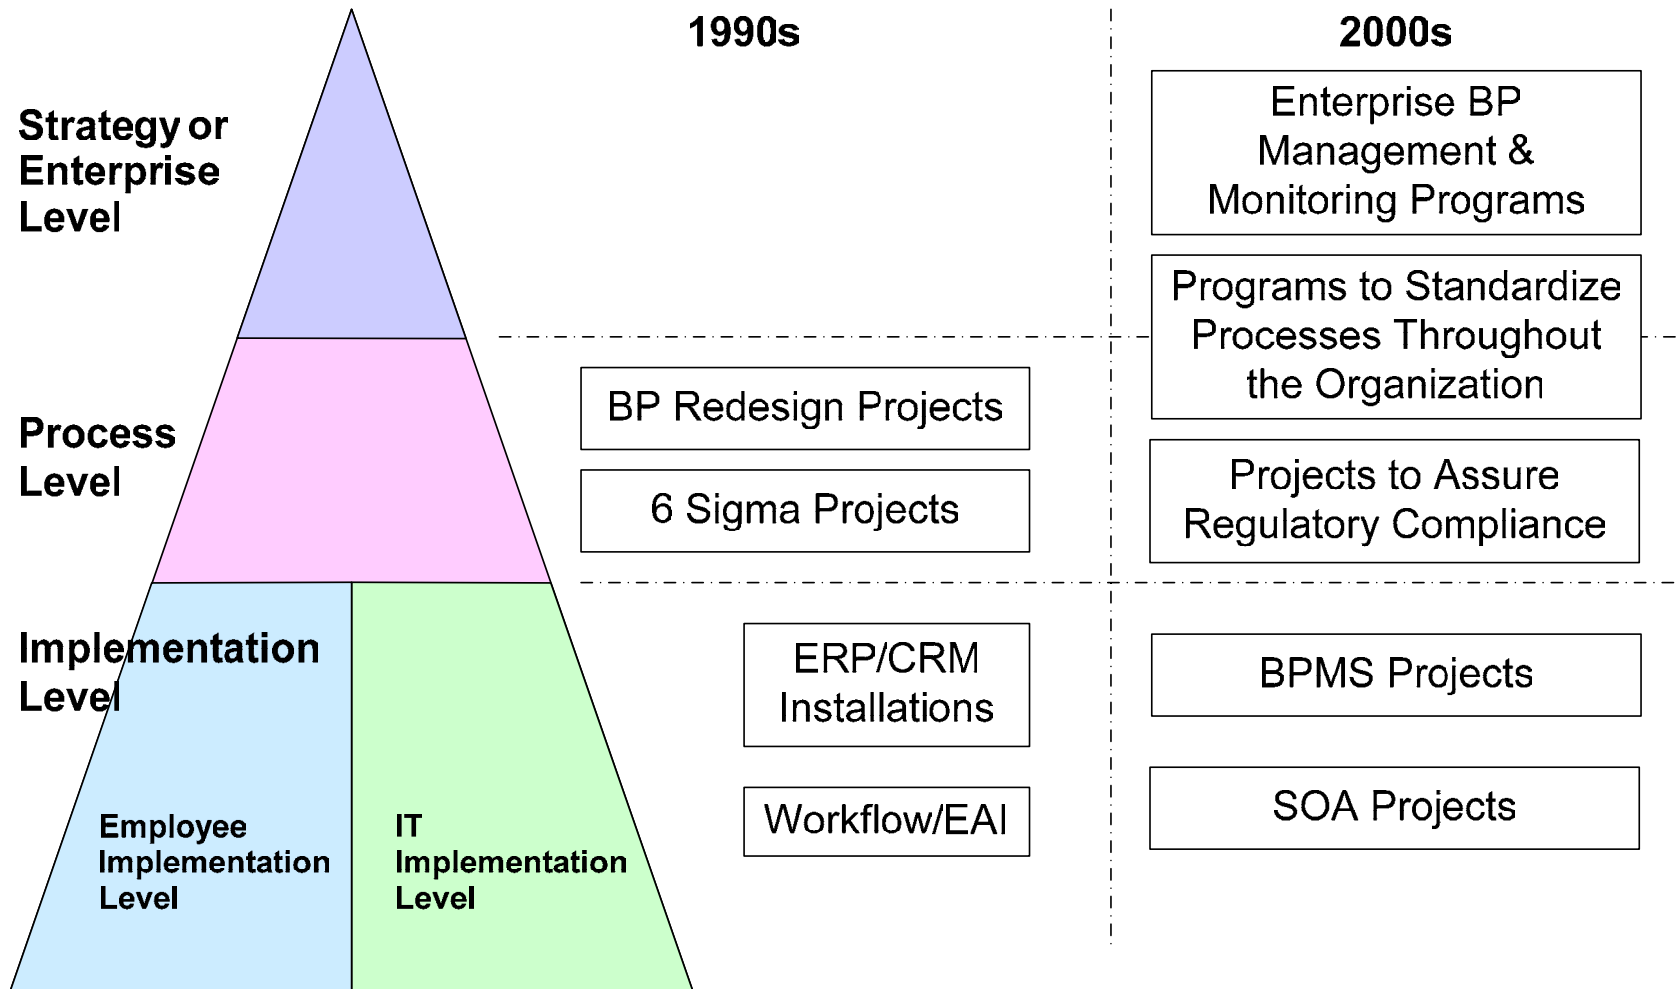 1990s
2000s
Strategy or
Enterprise
Level
Enterprise BP
Management &
Monitoring Programs
Programs to Standardize
Processes Throughout
the Organization
Process
Level
BP Redesign Projects
6 Sigma Projects
Projects to Assure
Regulatory Compliance
Implementation
Level
ERP/CRM
Installations
BPMS Projects
Workflow/EAI
SOA Projects
Employee
Implementation
Level
IT
Implementation
Level